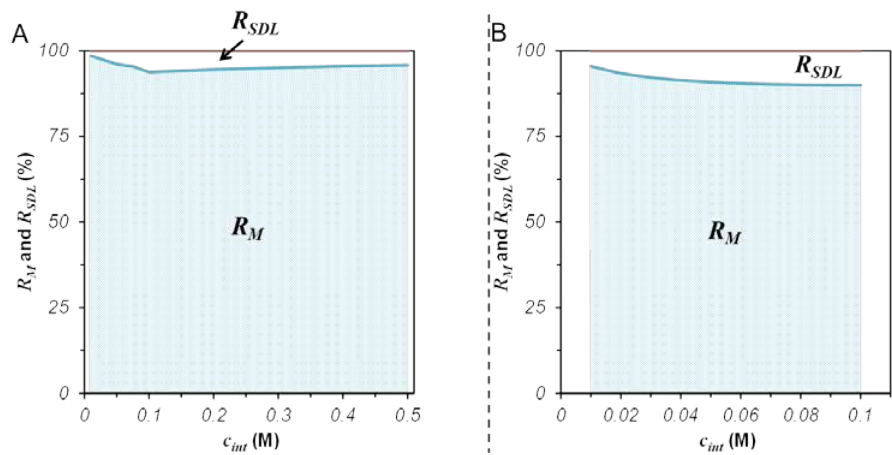 A
R_SDL
100
75
50
25
0
R_M and R_SDL (%)
R_M
0 0.1 0.2 0.3 0.4 0.5
c_int (M)
B
100
75
50
25
0
R_M and R_SDL (%)
R_SDL
R_M
0 0.02 0.04 0.06 0.08 0.1
c_int (M)